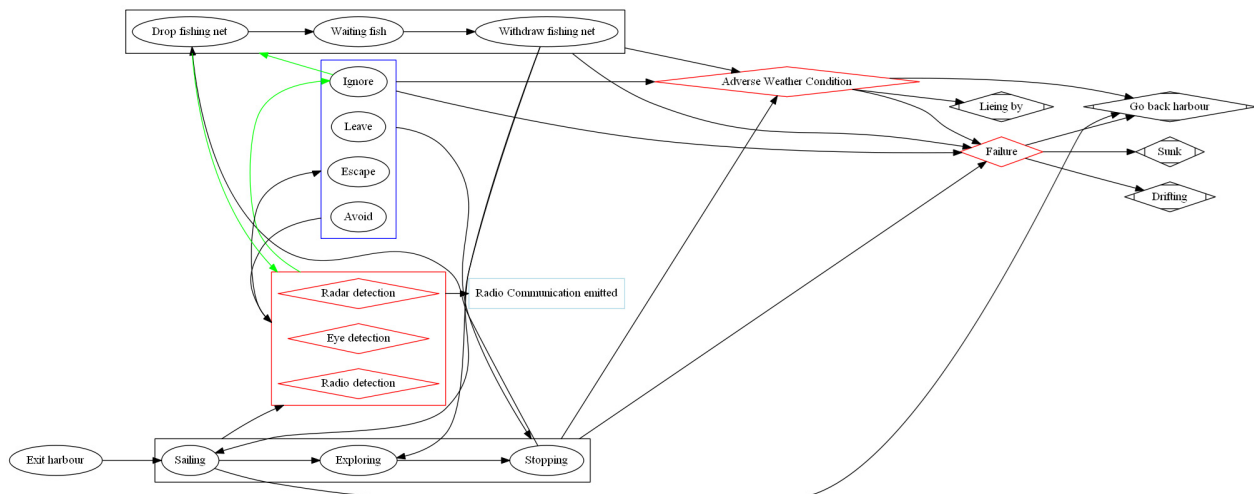 Drop fishing net
Waiting fish
Withdraw fishing net
Ignore
Adverse Weather Condition
Lieing by
Go back harbour
Leave
Failure
Sunk
Escape
Drifting
Avoid
Radar detection
Radio Communication emitted
Eye detection
Radio detection
Exit harbour
Sailing
Exploring
Stopping